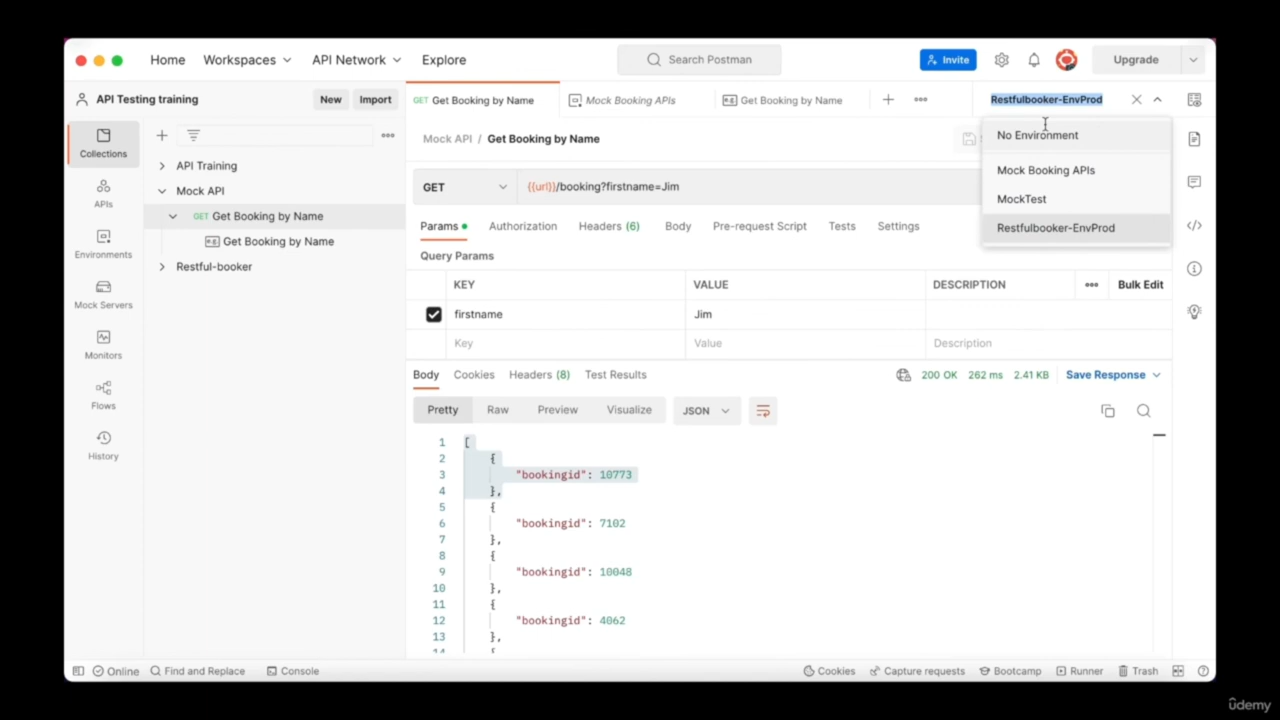 Home Workspaces API Network Explore Search Postman Invite Upgrade
API Testing training New Import GET Get Booking by Name Mock Booking APIs Get Booking by Name Restfulbooker-EnvProd
Collections
APIs
Environments
Mock Servers
Monitors
Flows
History
API Training
Mock API
GET Get Booking by Name
Get Booking by Name
Restful-booker
Mock API / Get Booking by Name
No Environment
Mock Booking APIs
MockTest
Restfulbooker-EnvProd
GET {{url}}/booking?firstname=Jim
Params Authorization Headers (6) Body Pre-request Script Tests Settings
Query Params
KEY VALUE DESCRIPTION Bulk Edit
firstname Jim
Key Value Description
Body Cookies Headers (8) Test Results 200 OK 262 ms 2.41 KB Save Response
Pretty Raw Preview Visualize JSON
1 [
2 {
3 "bookingid": 10773
4 },
5 {
6 "bookingid": 7102
7 },
8 {
9 "bookingid": 10048
10 },
11 {
12 "bookingid": 4062
13 },
Online Find and Replace Console Cookies Capture requests Bootcamp Runner Trash
ûdemy